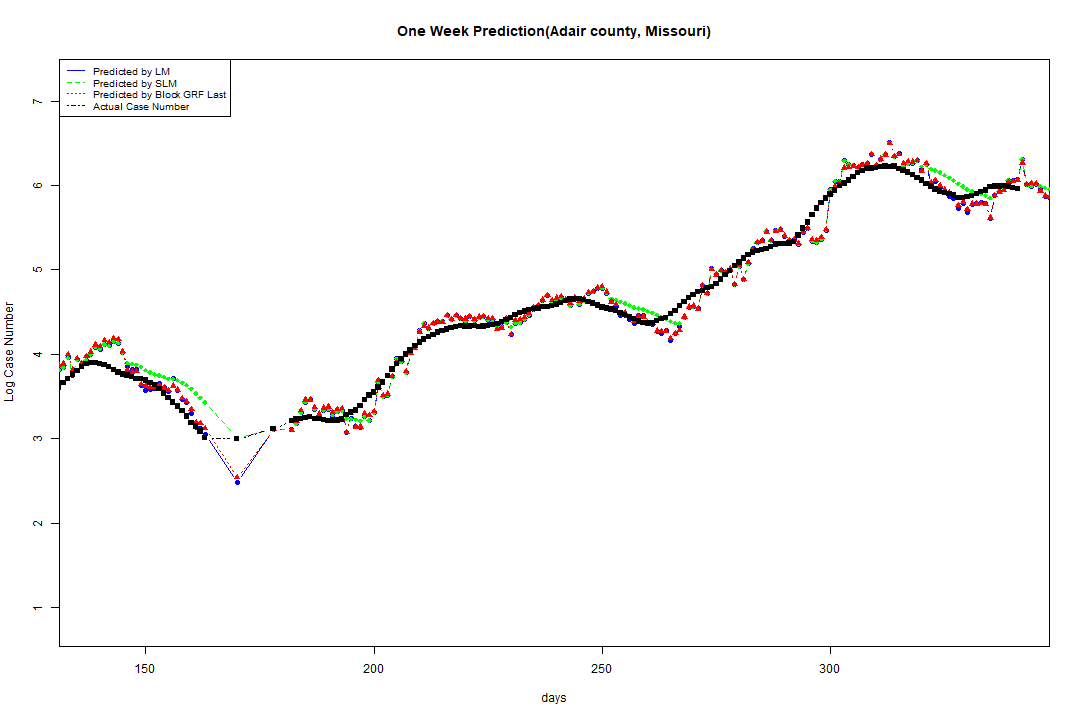 One Week Prediction(Adair county, Missouri)
Predicted by LM
Predicted by SLM
Predicted by Block GRF Last
Actual Case Number
7
6
5
4
3
2
1
Log Case Number
150 200 250 300
days